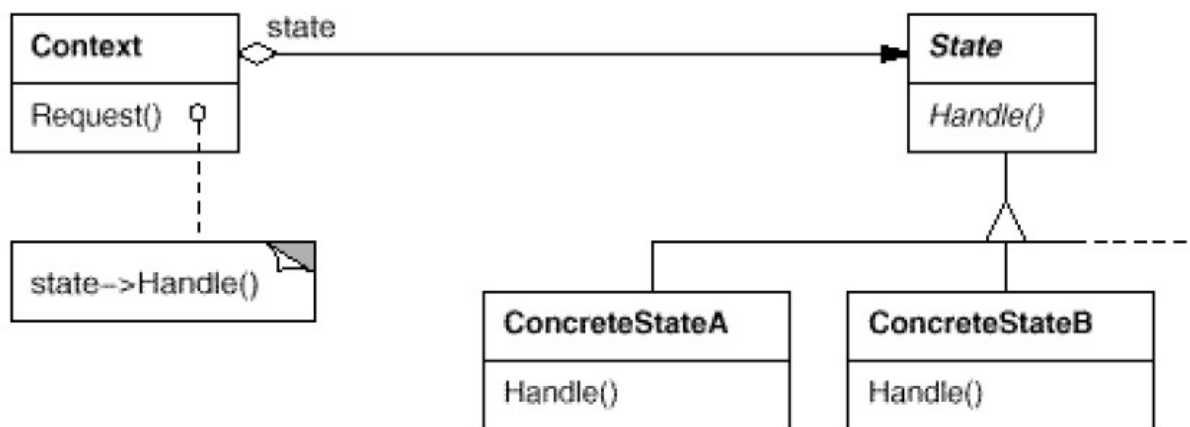 Context
state
State
Request()
Handle()
state->Handle()
ConcreteStateA
ConcreteStateB
Handle()
Handle()